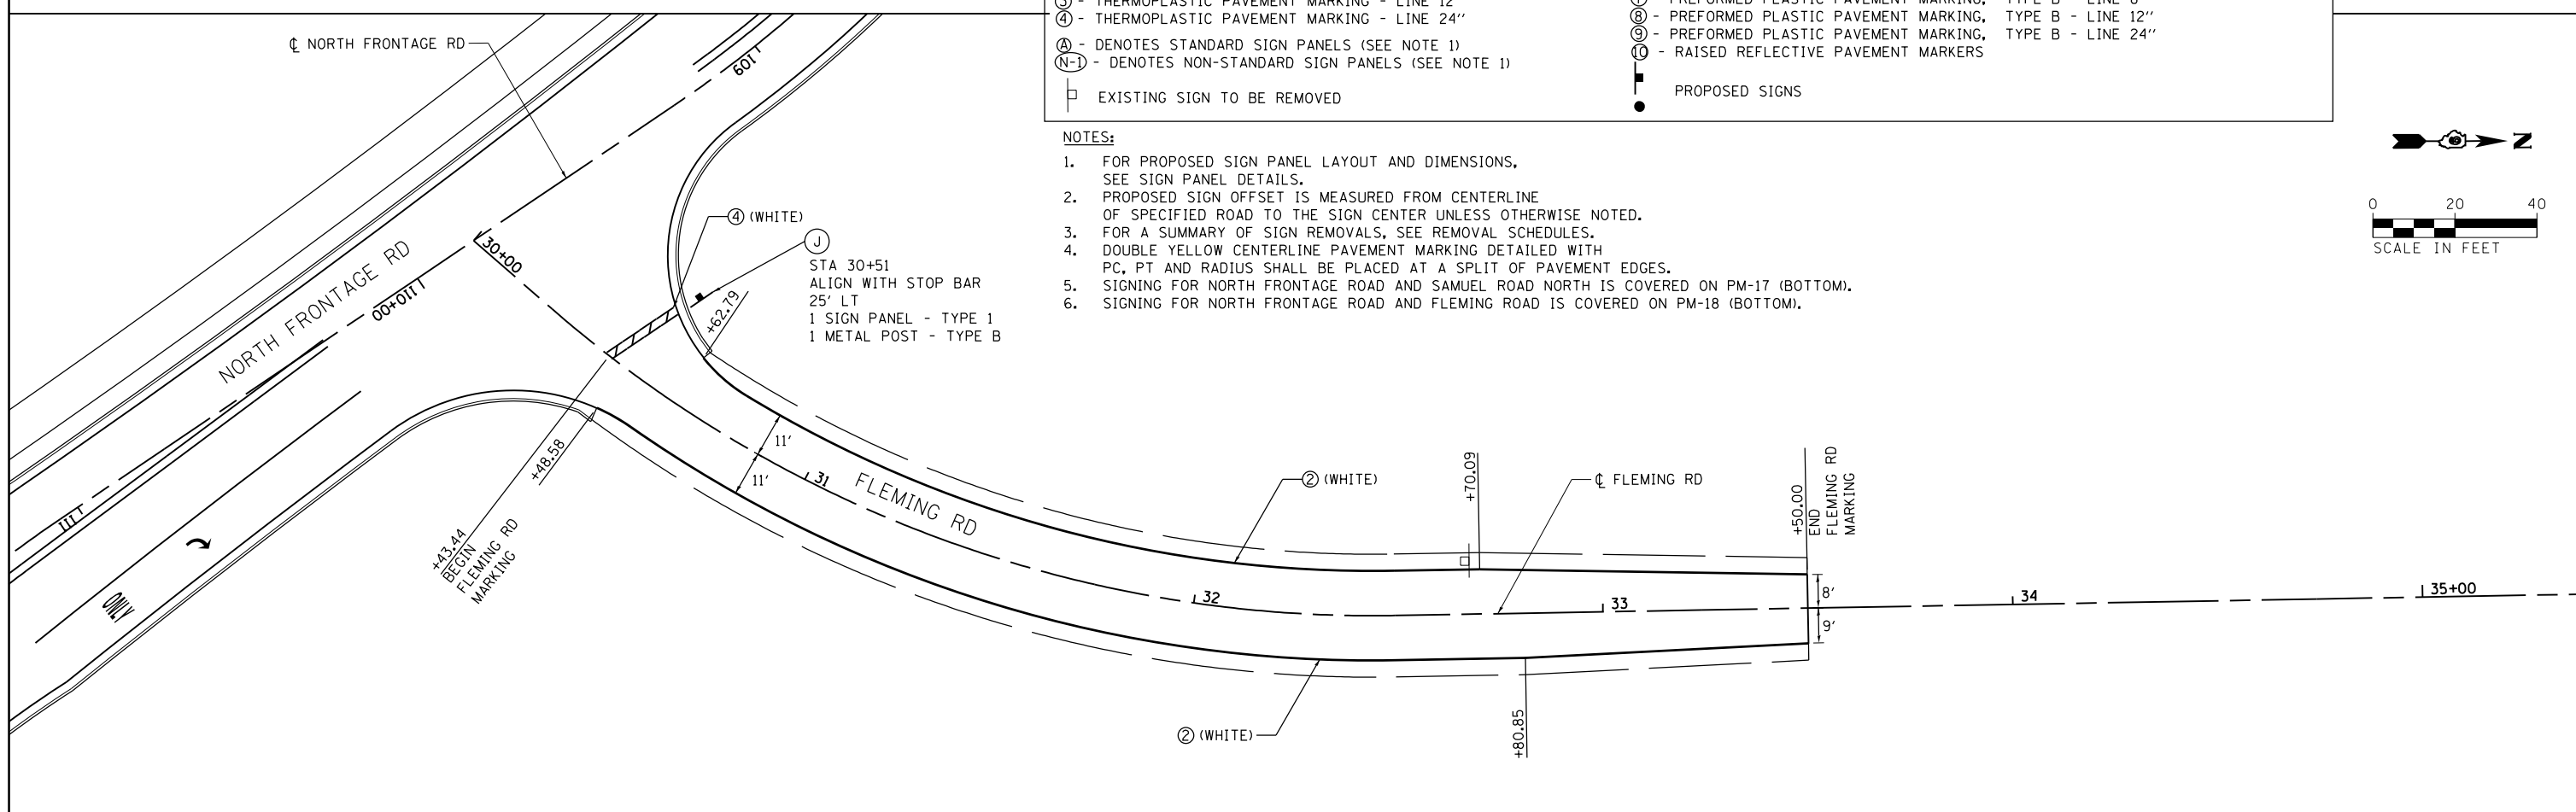 ③ - THERMOPLASTIC PAVEMENT MARKING - LINE 12"
④ - THERMOPLASTIC PAVEMENT MARKING - LINE 24"
Ⓐ - DENOTES STANDARD SIGN PANELS (SEE NOTE 1)
(N-1) - DENOTES NON-STANDARD SIGN PANELS (SEE NOTE 1)
EXISTING SIGN TO BE REMOVED
PREFORMED PLASTIC PAVEMENT MARKING, TYPE B - LINE
⑧ - PREFORMED PLASTIC PAVEMENT MARKING, TYPE B - LINE 12"
⑨ - PREFORMED PLASTIC PAVEMENT MARKING, TYPE B - LINE 24"
⑩ - RAISED REFLECTIVE PAVEMENT MARKERS
PROPOSED SIGNS
NOTES:
1. FOR PROPOSED SIGN PANEL LAYOUT AND DIMENSIONS,
SEE SIGN PANEL DETAILS.
2. PROPOSED SIGN OFFSET IS MEASURED FROM CENTERLINE
OF SPECIFIED ROAD TO THE SIGN CENTER UNLESS OTHERWISE NOTED.
3. FOR A SUMMARY OF SIGN REMOVALS, SEE REMOVAL SCHEDULES.
4. DOUBLE YELLOW CENTERLINE PAVEMENT MARKING DETAILED WITH
PC, PT AND RADIUS SHALL BE PLACED AT A SPLIT OF PAVEMENT EDGES.
5. SIGNING FOR NORTH FRONTAGE ROAD AND SAMUEL ROAD NORTH IS COVERED ON PM-17 (BOTTOM).
6. SIGNING FOR NORTH FRONTAGE ROAD AND FLEMING ROAD IS COVERED ON PM-18 (BOTTOM).
N
0 20 40
SCALE IN FEET
℄ NORTH FRONTAGE RD
109
30+00
NORTH FRONTAGE RD
110+00
111
ONLY
④ (WHITE)
J
STA 30+51
ALIGN WITH STOP BAR
25' LT
1 SIGN PANEL - TYPE 1
1 METAL POST - TYPE B
+62.79
+48.58
+43.44
BEGIN
FLEMING RD
MARKING
11'
11'
31
FLEMING RD
② (WHITE)
+70.09
℄ FLEMING RD
+50.00
END
FLEMING RD
MARKING
32
33
8'
9'
34
35+00
② (WHITE)
+80.85